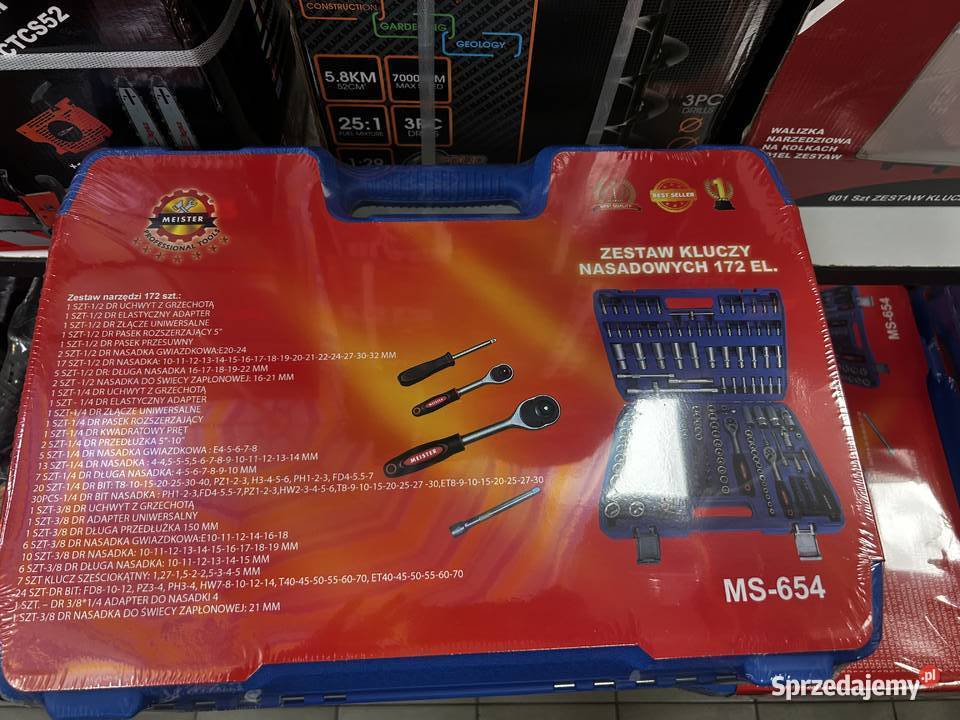 CTCS52
CONSTRUCTION
GARDENING
GEOLOGY
5.8KM
52CM³
25:1
FUEL MIXTURE
3PC
DRILLS
3PC
DRILLS
WALIZKA
NARZEDZIOWA
NA KOLKACH
601 Szt ZESTAW
MEISTER
PROFESSIONAL TOOLS
BEST QUALITY
BEST SELLER
1
ZESTAW KLUCZY
NASADOWYCH 172 EL.
MS-654
Zestaw narzędzi 172 szt.:
1 SZT-1/2 DR UCHWYT Z GRZECHOTĄ
1 SZT-1/2 DR ELASTYCZNY ADAPTER
1 SZT-1/2 DR ZŁĄCZE UNIWERSALNE
1 SZT-1/2 DR PASEK ROZSZERZAJĄCY 5"
1 SZT-1/2 DR PASEK PRZESUWNY
2 SZT-1/2 DR NASADKA GWIAZDKOWA:E20-24
17 SZT-1/2 DR NASADKA: 10-11-12-13-14-15-16-17-18-19-20-21-22-24-27-30-32 MM
5 SZT-1/2 DR: DŁUGA NASADKA 16-17-18-19-22 MM
2 SZT -1/2 NASADKA DO ŚWIECY ZAPŁONOWEJ: 16-21 MM
1 SZT-1/4 DR UCHWYT Z GRZECHOTĄ
1 SZT - 1/4 DR ELASTYCZNY ADAPTER
1 SZT-1/4 DR ZŁĄCZE UNIWERSALNE
1 SZT-1/4 DR PASEK ROZSZERZAJĄCY
1 SZT-1/4 DR KWADRATOWY PRĘT
2 SZT-1/4 DR PRZEDŁUŻKA 5"-10"
5 SZT-1/4 DR NASADKA GWIAZDKOWA : E4-5-6-7-8
13 SZT-1/4 DR NASADKA : 4-4,5-5-5,5-6-7-8-9-10-11-12-13-14 MM
7 SZT-1/4 DR DŁUGA NASADKA: 4-5-6-7-8-9-10 MM
20 SZT -1/4 DR BIT: T8-10-15-20-25-30-40, PZ1-2-3, H3-4-5-6, PH1-2-3, FD4-5.5-7
30PCS-1/4 DR BIT NASADKA : PH1-2-3,FD4-5.5-7,PZ1-2-3,HW2-3-4-5-6,T8-9-10-15-20-25-27 -30,ET8-9-10-15-20-25-27-30
1 SZT-3/8 DR UCHWYT Z GRZECHOTĄ
1 SZT-3/8 DR ADAPTER UNIWERSALNY
1 SZT-3/8 DR DŁUGA PRZEDŁUŻKA 150 MM
6 SZT-3/8 DR NASADKA GWIAZDKOWA:E10-11-12-14-16-18
10 SZT-3/8 DR NASADKA: 10-11-12-13-14-15-16-17-18-19 MM
6 SZT-3/8 DR DŁUGA NASADKA: 10-11-12-13-14-15 MM
7 SZT KLUCZ SZESCIOKĄTNY: 1,27-1,5-2-2,5-3-4-5 MM
24 SZT-DR BIT: FD8-10-12, PZ3-4, PH3-4, HW7-8-10-12-14, T40-45-50-55-60-70, ET40-45-50-55-60-70
1 SZT. – DR 3/8"*1/4 ADAPTER DO NASADKI 4
1 SZT-3/8 DR NASADKA DO ŚWIECY ZAPŁONOWEJ: 21 MM
MEISTER
MEISTER
MS-654
Sprzedajemy.pl